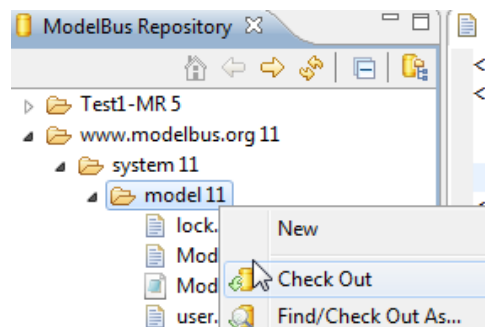 ModelBus Repository
Test1-MR 5
www.modelbus.org 11
system 11
model 11
lock.
New
Mod
Mod
Check Out
user.
Find/Check Out As...